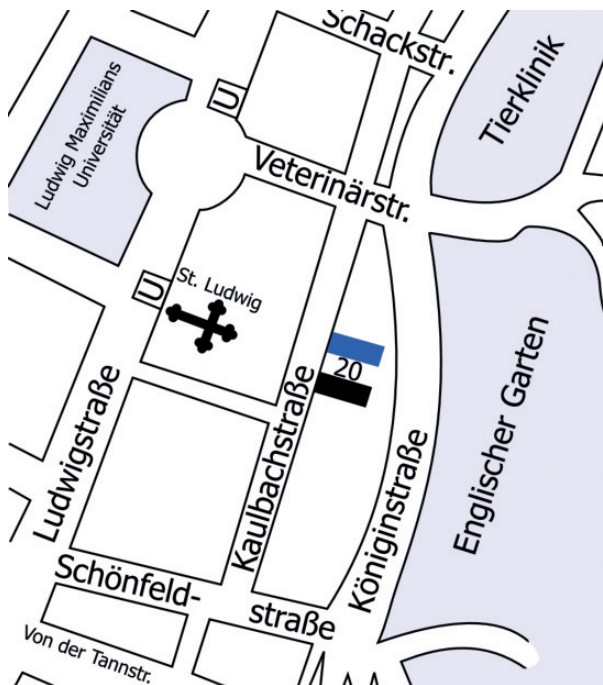 Schackstr.
Tierklinik
U
Ludwig Maximilians
Universität
Veterinärstr.
St. Ludwig
U
20
Englischer Garten
Ludwigstraße
Kaulbachstraße
Königinstraße
Schönfeld-
straße
Von der Tannstr.